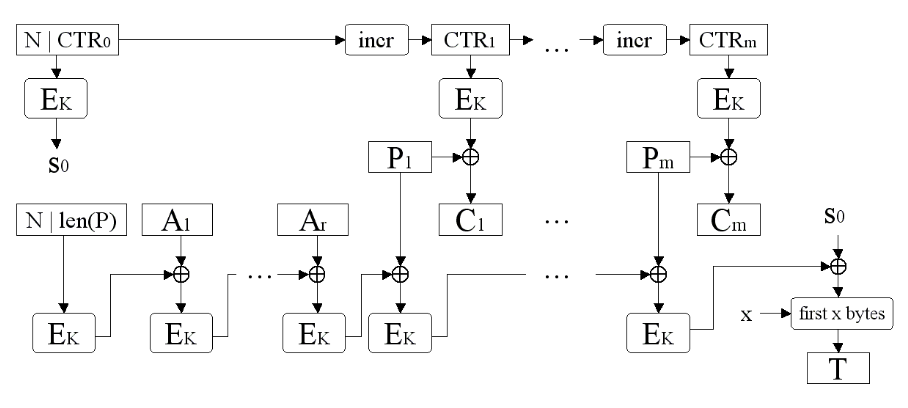 N | CTR0 incr CTR1 ... incr CTRm
EK EK EK
S0 P1 Pm
N | len(P) A1 Ar C1 ... Cm S0
... ...
EK EK EK EK EK x first x bytes
T